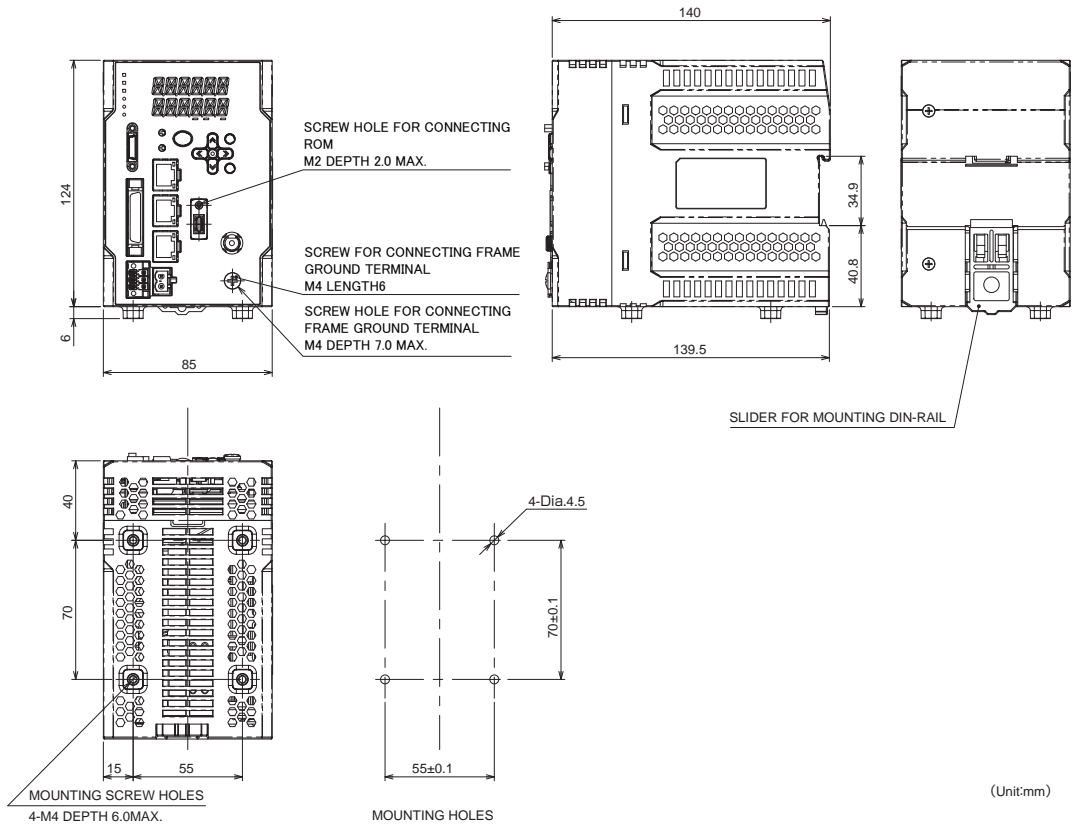 140
SCREW HOLE FOR CONNECTING
ROM
M2 DEPTH 2.0 MAX.
124
34.9
SCREW FOR CONNECTING FRAME
GROUND TERMINAL
M4 LENGTH6
40.8
SCREW HOLE FOR CONNECTING
FRAME GROUND TERMINAL
M4 DEPTH 7.0 MAX.
6
85
139.5
SLIDER FOR MOUNTING DIN-RAIL
40
4-Dia.4.5
70
70±0.1
15
55
55±0.1
MOUNTING SCREW HOLES
4-M4 DEPTH 6.0MAX.
MOUNTING HOLES
(Unit:mm)